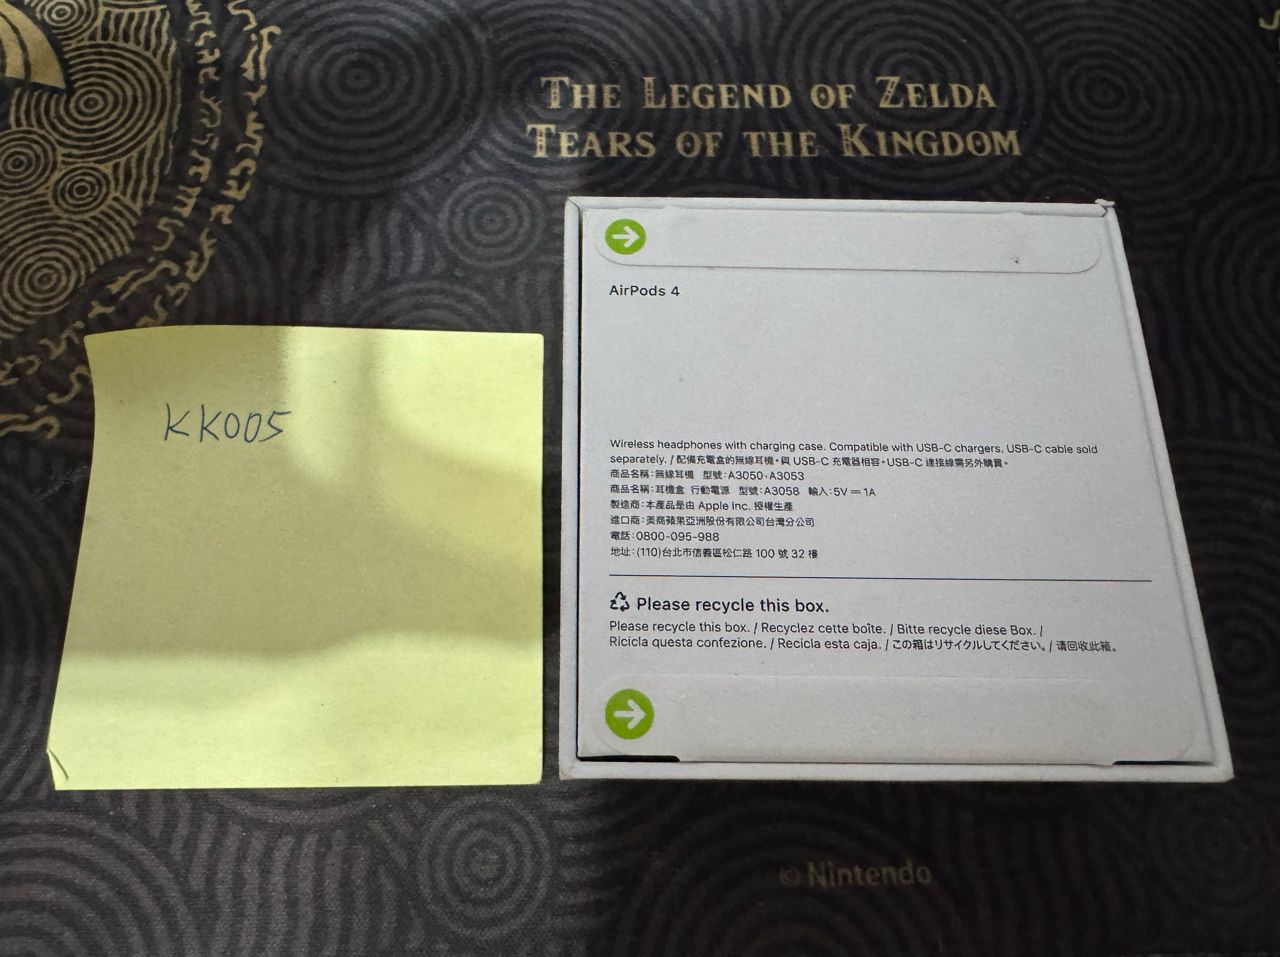 THE LEGEND OF ZELDA
TEARS OF THE KINGDOM
AirPods 4
KK005
Wireless headphones with charging case. Compatible with USB-C chargers. USB-C cable sold
separately. / 配備充電盒的無線耳機。與 USB-C 充電器相容。USB-C 連接線需另外購買。
商品名稱:無線耳機 型號:A3050、A3053
商品名稱:耳機盒 行動電源 型號:A3058 輸入:5V⎓1A
製造商:本產品是由 Apple Inc. 授權生產
進口商:美商蘋果亞洲股份有限公司台灣分公司
電話:0800-095-988
地址:(110)台北市信義區松仁路 100 號 32 樓
Please recycle this box.
Please recycle this box. / Recyclez cette boîte. / Bitte recycle diese Box. /
Ricicla questa confezione. / Recicla esta caja. / この箱はリサイクルしてください。/ 请回收此箱。
© Nintendo